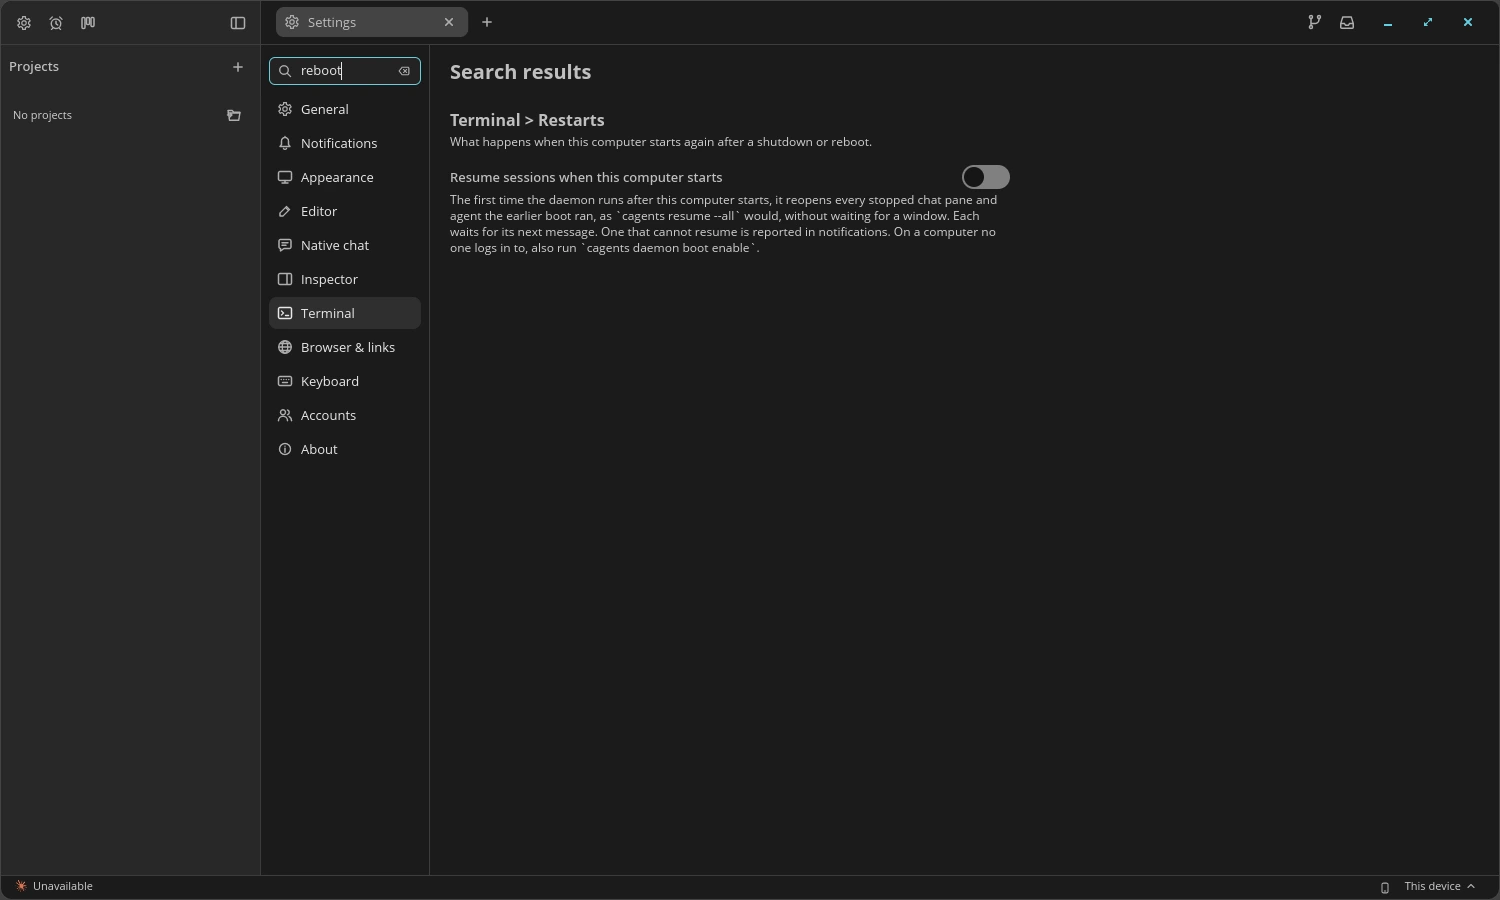 Settings
Projects
No projects
reboot
General
Notifications
Appearance
Editor
Native chat
Inspector
Terminal
Browser & links
Keyboard
Accounts
About
Search results
Terminal > Restarts
What happens when this computer starts again after a shutdown or reboot.
Resume sessions when this computer starts
The first time the daemon runs after this computer starts, it reopens every stopped chat pane and
agent the earlier boot ran, as `cagents resume --all` would, without waiting for a window. Each
waits for its next message. One that cannot resume is reported in notifications. On a computer no
one logs in to, also run `cagents daemon boot enable`.
Unavailable
This device